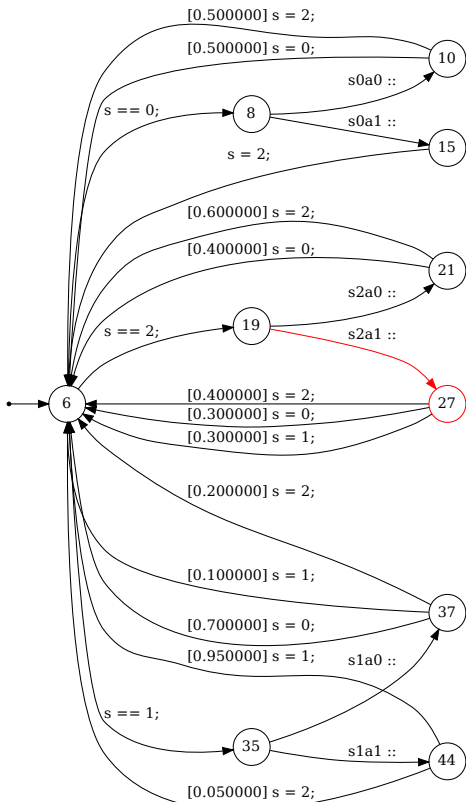 [0.500000] s = 2;
[0.500000] s = 0;
10
s0a0 ::
s == 0;
8
s0a1 ::
15
s = 2;
[0.600000] s = 2;
[0.400000] s = 0;
21
s2a0 ::
s == 2;
19
s2a1 ::
6
[0.400000] s = 2;
27
[0.300000] s = 0;
[0.300000] s = 1;
[0.200000] s = 2;
[0.100000] s = 1;
37
[0.700000] s = 0;
[0.950000] s = 1;
s1a0 ::
s == 1;
35
s1a1 ::
44
[0.050000] s = 2;